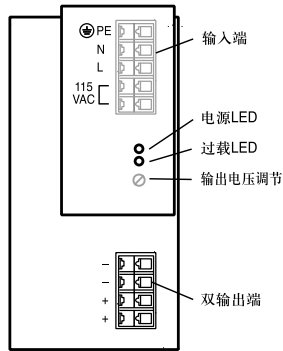 PE
N
L
115
VAC
输入端
电源LED
过载LED
输出电压调节
－
－
+
+
双输出端